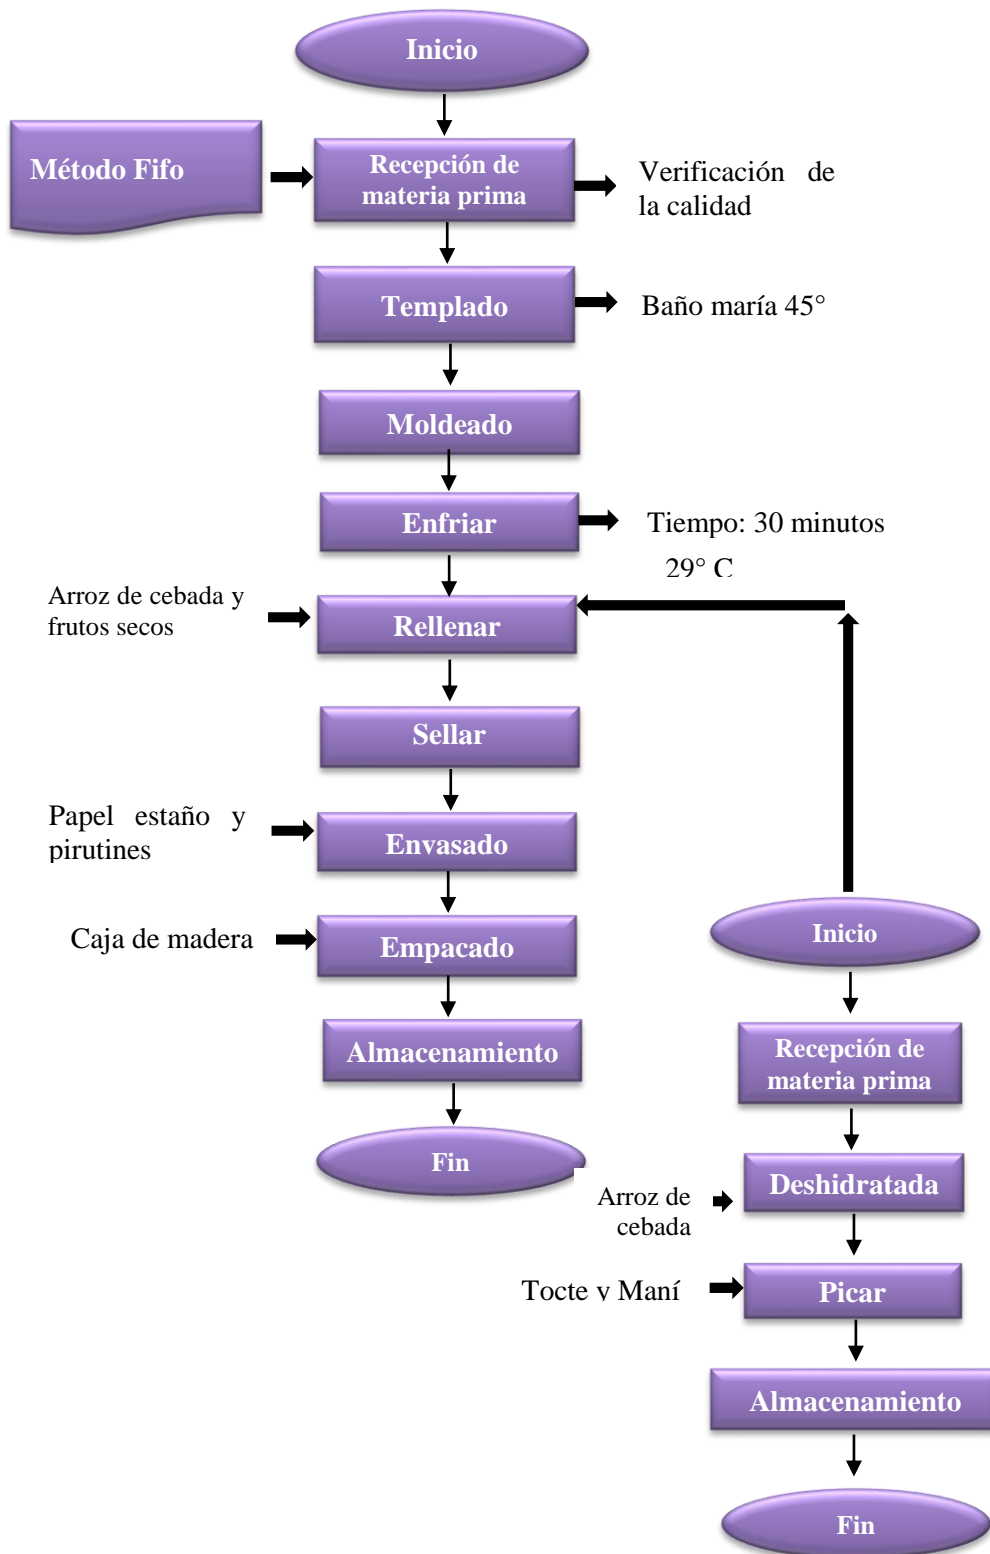 Inicio
Método Fifo
Recepción de
materia prima
Verificación de
la calidad
Templado
Baño maría 45°
Moldeado
Enfriar
Tiempo: 30 minutos
29° C
Arroz de cebada y
frutos secos
Rellenar
Sellar
Papel estaño y
pirutines
Envasado
Caja de madera
Empacado
Almacenamiento
Fin
Inicio
Recepción de
materia prima
Arroz de
cebada
Deshidratada
Tocte y Maní
Picar
Almacenamiento
Fin